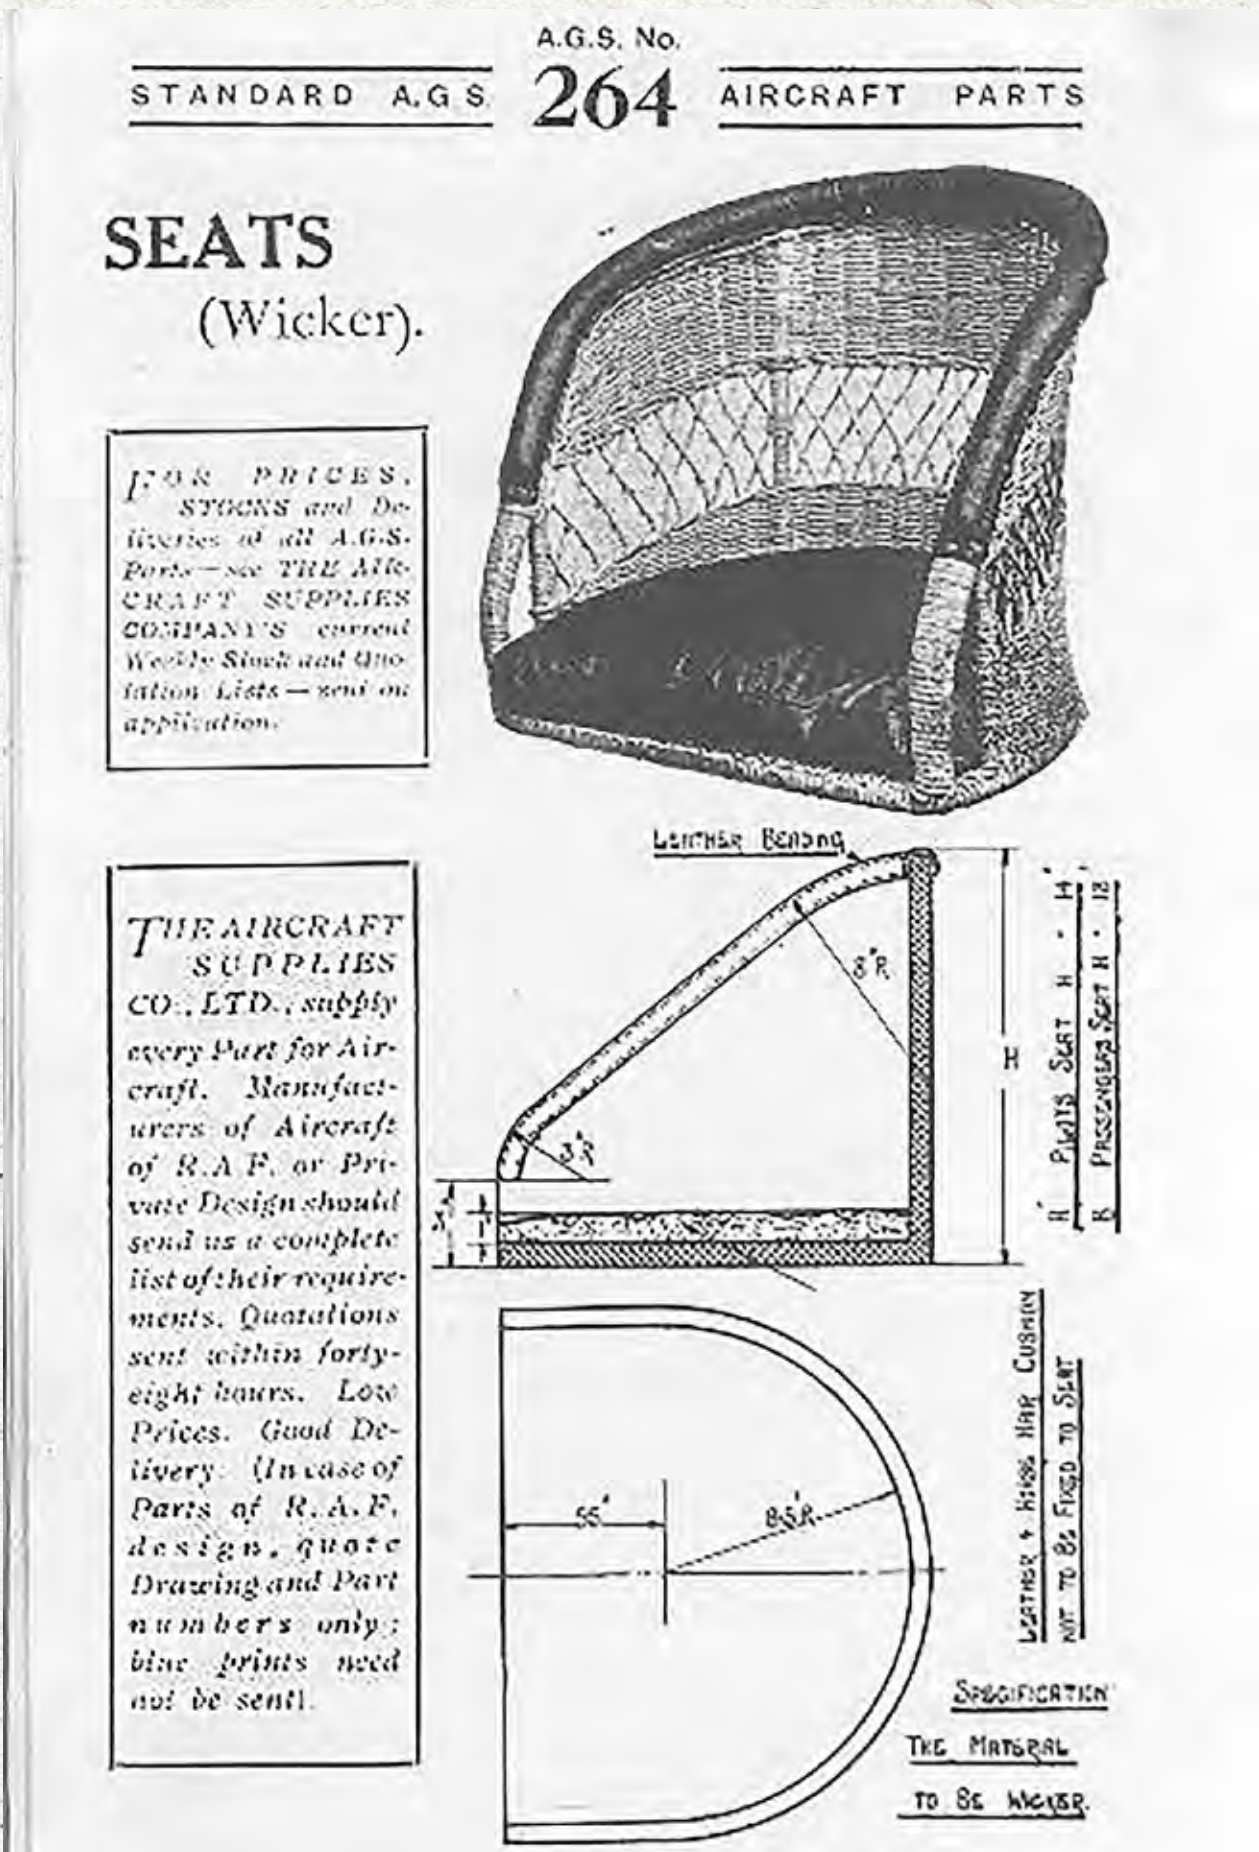 A.G.S. No.
STANDARD A.G.S. 264 AIRCRAFT PARTS
SEATS
(Wicker).
FOR PRICES,
STOCKS and De-
liveries of all A.G.S.
Parts—see THE AIR-
CRAFT SUPPLIES
COMPANY'S current
Weekly Stock and Quo-
tation Lists—sent on
application.
THE AIRCRAFT
SUPPLIES
CO., LTD., supply
every Part for Air-
craft. Manufact-
urers of Aircraft
of R.A.F. or Pri-
vate Design should
send us a complete
list of their require-
ments. Quotations
sent within forty-
eight hours. Low
Prices. Good De-
livery. (In case of
Parts of R.A.F.
design, quote
Drawing and Part
numbers only;
blue prints need
not be sent).
LEATHER BEADING
8"R
3"R
H
A PILOTS SEAT H = 14"
B PASSENGERS SEAT H = 18"
8.5"R
LEATHER & HORSE HAIR CUSHION
NOT TO BE FIXED TO SEAT
SPECIFICATION
THE MATERIAL
TO BE WICKER.